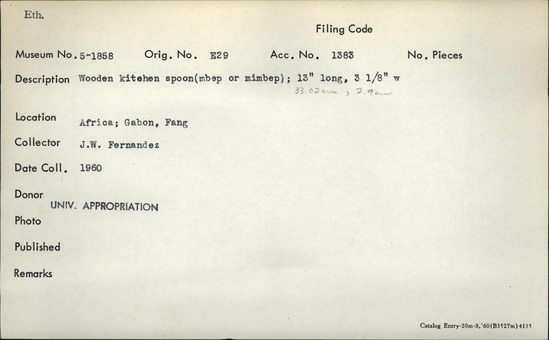 Eth.
Filing Code
Museum No. 5-1858 Orig. No. E29 Acc. No. 1383 No. Pieces
Description Wooden kitchen spoon(mbep or mimbep); 13" long, 3 1/8" w
33.02cm, 7.9cm
Location Africa; Gabon, Fang
Collector J.W. Fernandez
Date Coll. 1960
Donor UNIV. APPROPRIATION
Photo
Published
Remarks
Catalog Entry-20m-8,'60(B3527m)4131